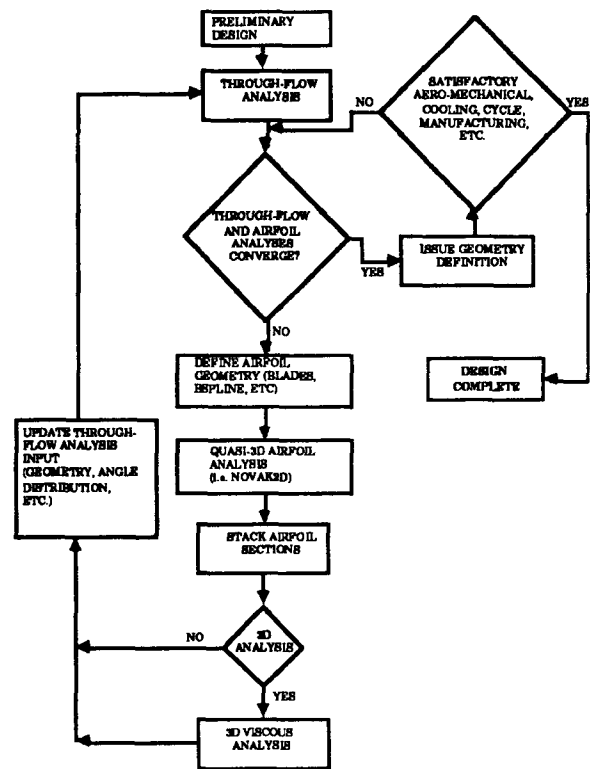 PRELIMINARY
DESIGN
THROUGH-FLOW
ANALYSIS
NO
SATISFACTORY
AERO-MECHANICAL,
COOLING, CYCLE,
MANUFACTURING,
ETC.
YES
THROUGH-FLOW
AND AIRFOIL
ANALYSES
CONVERGE?
YES
ISSUE GEOMETRY
DEFINITION
NO
DEFINE AIRFOIL
GEOMETRY (BLADES,
BSPLINE, ETC)
DESIGN
COMPLETE
UPDATE THROUGH-
FLOW ANALYSIS
INPUT
(GEOMETRY, ANGLE
DISTRIBUTION,
ETC.)
QUASI-3D AIRFOIL
ANALYSIS
(i.e. NOVAK2D)
STACK AIRFOIL
SECTIONS
NO
3D
ANALYSIS
YES
3D VISCOUS
ANALYSIS